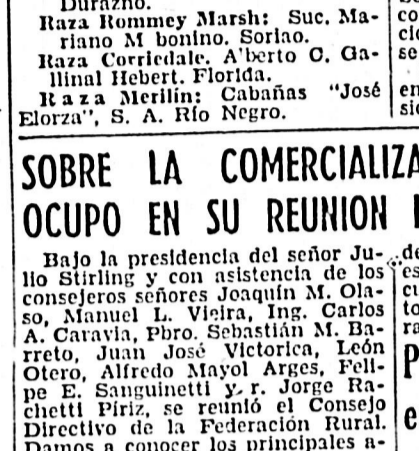 Durazno.
Raza Rommey Marsh: Suc. Ma-
riano M bonino. Soriao.
Raza Corriedale. A'berto C. Ga-
llinal Hebert. Florida.
Raza Merilín: Cabañas "José
Elorza", S. A. Río Negro.
SOBRE LA COMERCIALIZA
OCUPO EN SU REUNION
Bajo la presidencia del señor Ju-
lio Stirling y con asistencia de los
consejeros señores Joaquín M. Ola-
so, Manuel L. Vieira, Ing. Carlos
A. Caravia, Pbro. Sebastián M. Ba-
rreto, Juan José Victorica, León
Otero, Alfredo Mayol Arges, Feli-
pe E. Sanguinetti y r. Jorge Ra-
chetti Píriz, se reunió el Consejo
Directivo de la Federación Rural.
Damos a conocer los principales a-